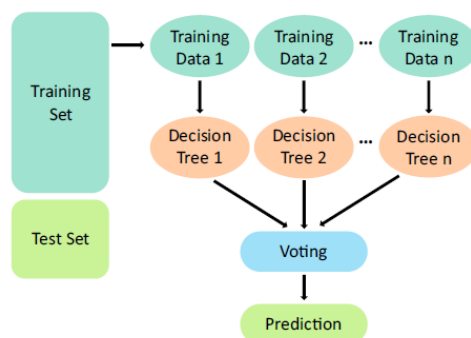 Training
Set
Test Set
Training
Data 1
Training
Data 2
...
Training
Data n
Decision
Tree 1
Decision
Tree 2
...
Decision
Tree n
Voting
Prediction